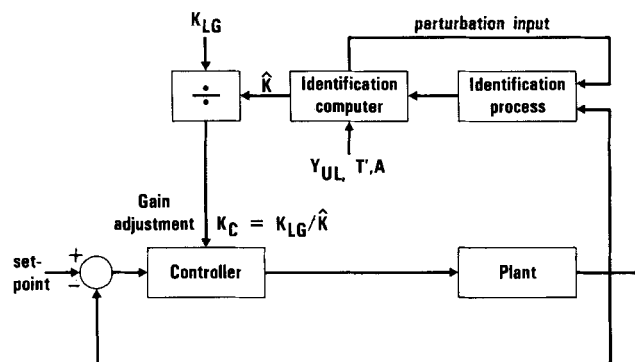 K_LG
perturbation input
÷
K̂
Identification
computer
Identification
process
Y_UL, T',A
Gain
adjustment
K_C = K_LG/K̂
set-
point
+
−
Controller
Plant